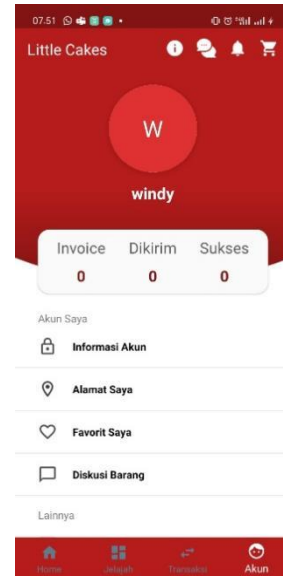 07.51
Little Cakes
W
windy
Invoice Dikirim Sukses
0 0 0
Akun Saya
Informasi Akun
Alamat Saya
Favorit Saya
Diskusi Barang
Lainnya
Home Jelajah Transaksi Akun